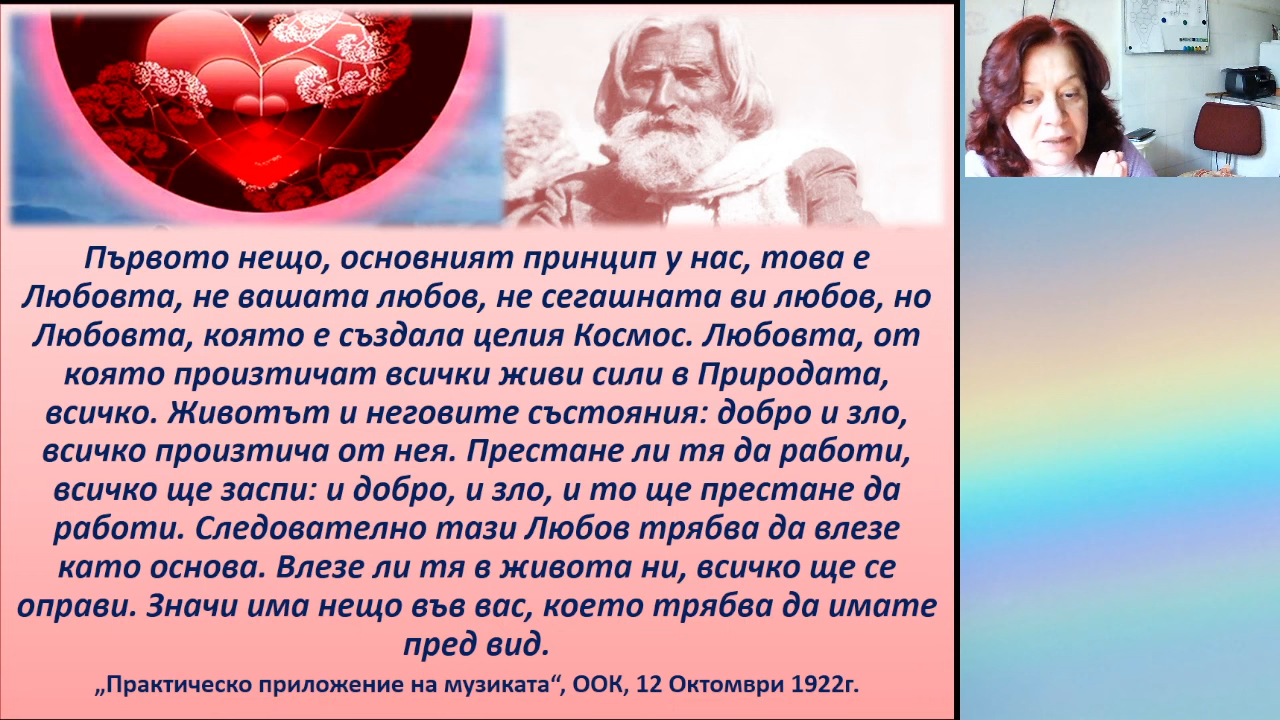 Първото нещо, основният принцип у нас, това е
Любовта, не вашата любов, не сегашната ви любов, но
Любовта, която е създала целия Космос. Любовта, от
която произтичат всички живи сили в Природата,
всичко. Животът и неговите състояния: добро и зло,
всичко произтича от нея. Престане ли тя да работи,
всичко ще заспи: и добро, и зло, и то ще престане да
работи. Следователно тази Любов трябва да влезе
като основа. Влезе ли тя в живота ни, всичко ще се
оправи. Значи има нещо във вас, което трябва да имате
пред вид.
„Практическо приложение на музиката“, ООК, 12 Октомври 1922г.